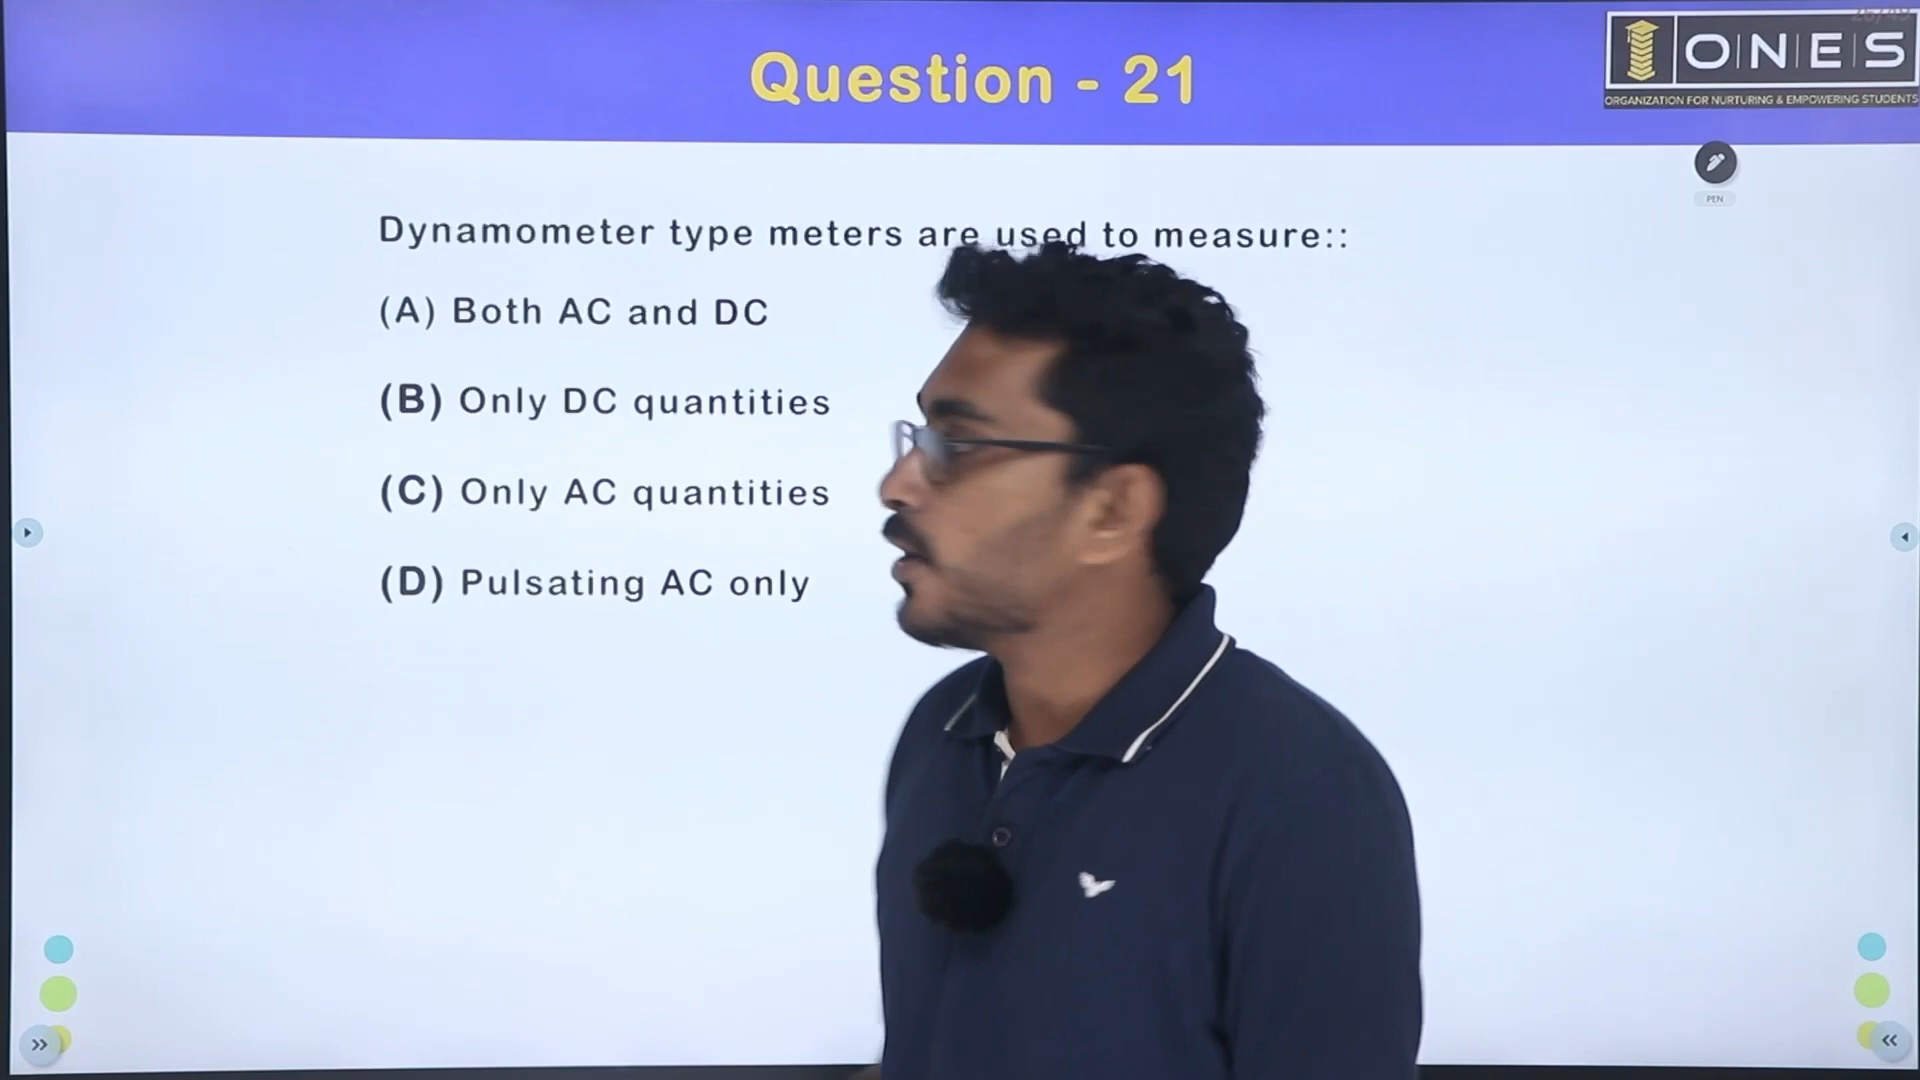 Question - 21
O|N|E|S
ORGANIZATION FOR NURTURING & EMPOWERING STUDENTS
PEN
Dynamometer type meters are used to measure::
(A) Both AC and DC
(B) Only DC quantities
(C) Only AC quantities
(D) Pulsating AC only